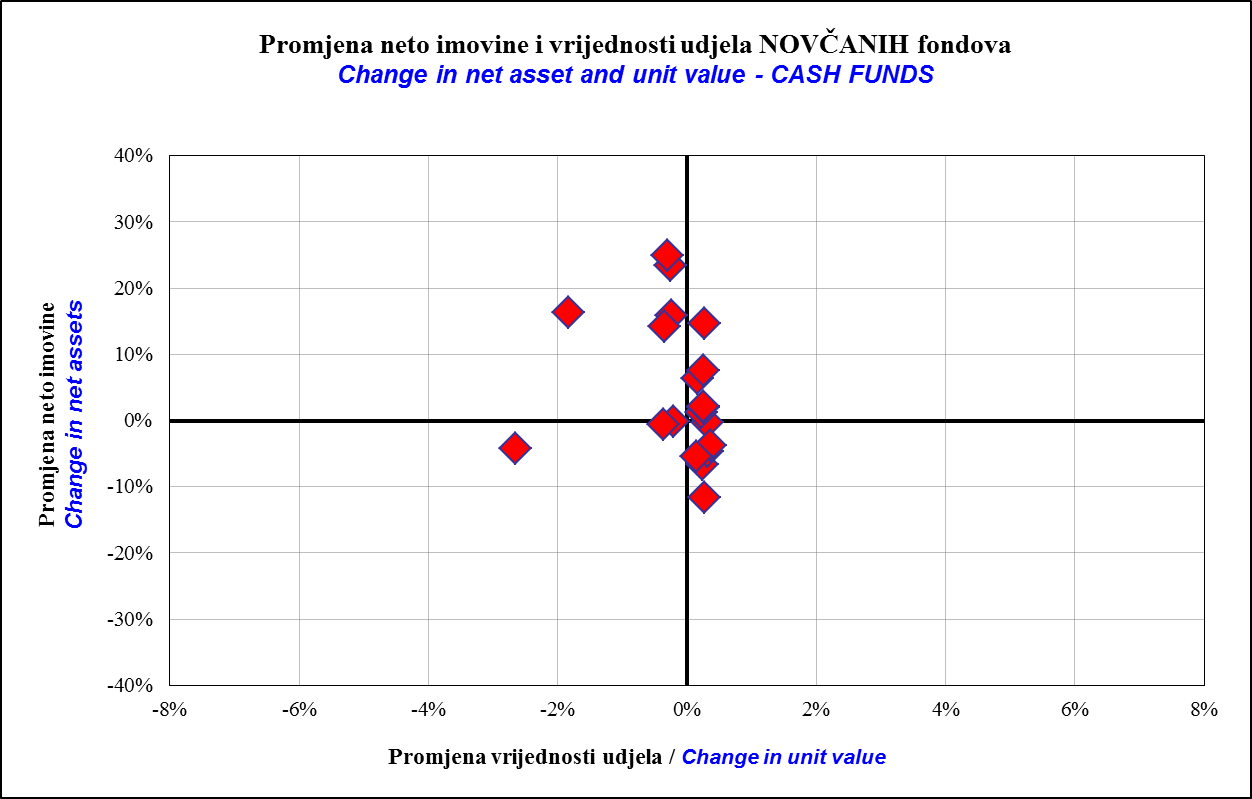 Promjena neto imovine i vrijednosti udjela NOVČANIH fondova
Change in net asset and unit value - CASH FUNDS
Promjena neto imovine
Change in net assets
40%
30%
20%
10%
0%
-10%
-20%
-30%
-40%
-8% -6% -4% -2% 0% 2% 4% 6% 8%
Promjena vrijednosti udjela / Change in unit value